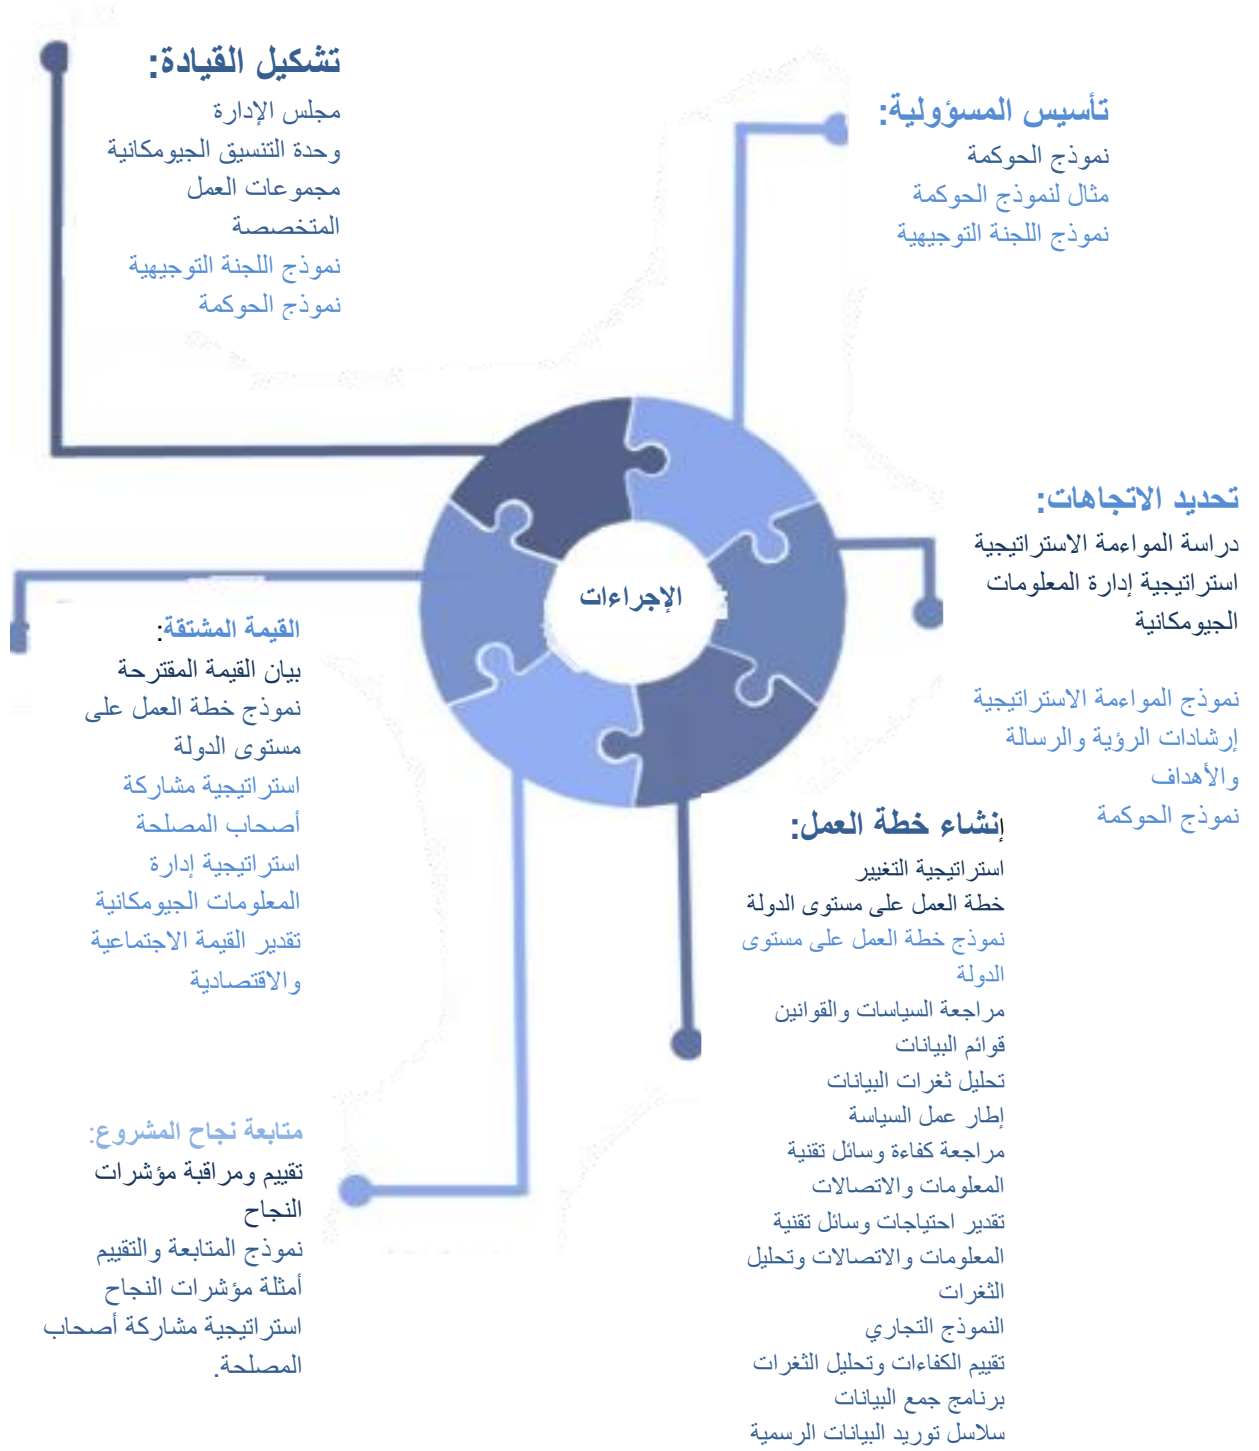 تشكيل القيادة:
مجلس الإدارة
وحدة التنسيق الجيومكانية
مجموعات العمل
المتخصصة
نموذج اللجنة التوجيهية
نموذج الحوكمة
تأسيس المسؤولية:
نموذج الحوكمة
مثال لنموذج الحوكمة
نموذج اللجنة التوجيهية
تحديد الاتجاهات:
دراسة المواءمة الاستراتيجية
استراتيجية إدارة المعلومات
الجيومكانية
نموذج المواءمة الاستراتيجية
إرشادات الرؤية والرسالة
والأهداف
نموذج الحوكمة
الإجراءات
القيمة المشتقة:
بيان القيمة المقترحة
نموذج خطة العمل على
مستوى الدولة
استراتيجية مشاركة
أصحاب المصلحة
استراتيجية إدارة
المعلومات الجيومكانية
تقدير القيمة الاجتماعية
والاقتصادية
إنشاء خطة العمل:
استراتيجية التغيير
خطة العمل على مستوى الدولة
نموذج خطة العمل على مستوى
الدولة
مراجعة السياسات والقوانين
قوائم البيانات
تحليل ثغرات البيانات
إطار عمل السياسة
مراجعة كفاءة وسائل تقنية
المعلومات والاتصالات
تقدير احتياجات وسائل تقنية
المعلومات والاتصالات وتحليل
الثغرات
النموذج التجاري
تقييم الكفاءات وتحليل الثغرات
برنامج جمع البيانات
سلاسل توريد البيانات الرسمية
متابعة نجاح المشروع:
تقييم ومراقبة مؤشرات
النجاح
نموذج المتابعة والتقييم
أمثلة مؤشرات النجاح
استراتيجية مشاركة أصحاب
المصلحة.